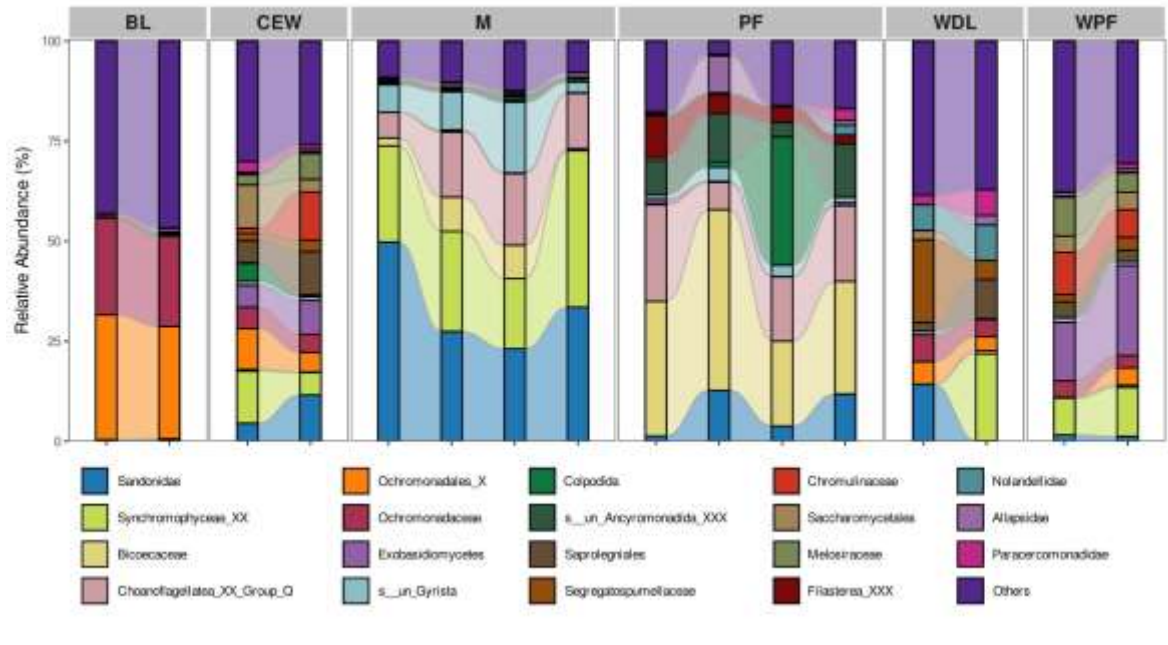 BL CEW M PF WDL WPF
Relative Abundance (%)
100
75
50
25
0
Sandonidae Ochromonadales_X Colpodida Chromulinaceae Nolandellidae
Synchromophyceae_XX Ochromonadaceae s__un_Ancyromonadida_XXX Saccharomycetales Allapsidae
Bicoecaceae Exobasidiomycetes Saprolegniales Melosiraceae Paracercomonadidae
Choanoflagellatea_XX_Group_Q s__un_Gyrista Segregatospumellaceae Filasterea_XXX Others